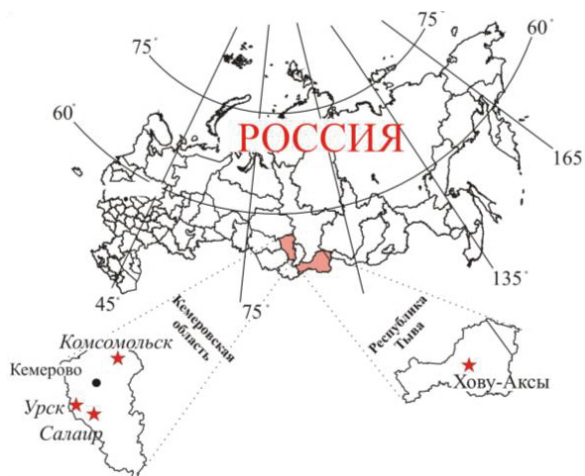 75°
75°
60°
60°
РОССИЯ
165
135°
45°
75°
Кемеровская
область
Республика
Тыва
Комсомольск
Кемерово
Урск
Салаир
Хову-Аксы